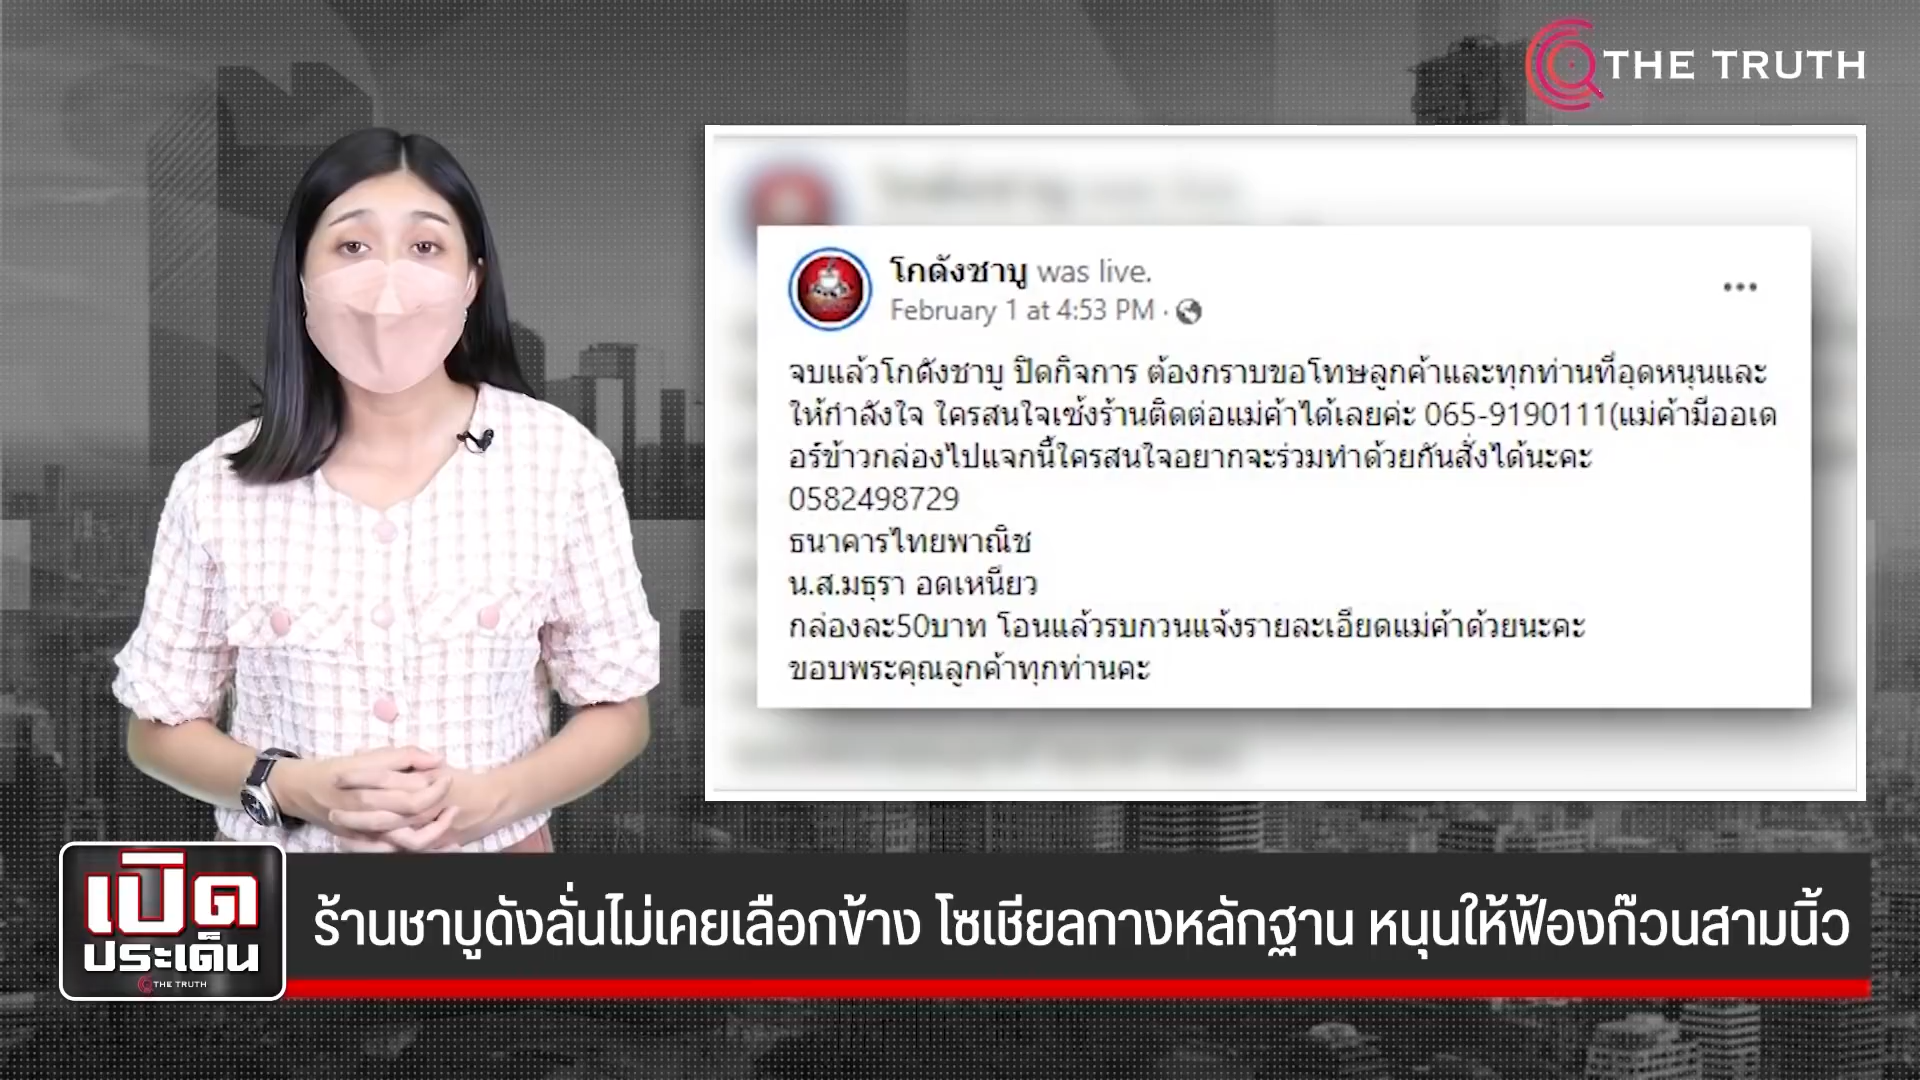 THE TRUTH
โกดังชาบู was live.
February 1 at 4:53 PM ·
จบแล้วโกดังชาบู ปิดกิจการ ต้องกราบขอโทษลูกค้าและทุกท่านที่อุดหนุนและ
ให้กำลังใจ ใครสนใจเซ้งร้านติดต่อแม่ค้าได้เลยค่ะ 065-9190111(แม่ค้ามีออเด
อร์ข้าวกล่องไปแจกนี้ใครสนใจอยากจะร่วมทำด้วยกันสั่งได้นะคะ
0582498729
ธนาคารไทยพาณิช
น.ส.มธุรา อดเหนียว
กล่องละ50บาท โอนแล้วรบกวนแจ้งรายละเอียดแม่ค้าด้วยนะคะ
ขอบพระคุณลูกค้าทุกท่านคะ
เปิด
ประเด็น
THE TRUTH
ร้านชาบูดังลั่นไม่เคยเลือกข้าง โซเชียลกางหลักฐาน หนุนให้ฟ้องก๊วนสามนิ้ว